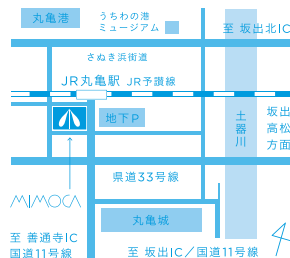 丸亀港
うちわの港
ミュージアム
至 坂出北IC
さぬき浜街道
JR丸亀駅 JR予讃線
地下P
土器川
坂出
高松
方面
県道33号線
MIMOCA
丸亀城
至 善通寺IC
国道11号線
至 坂出IC／国道11号線